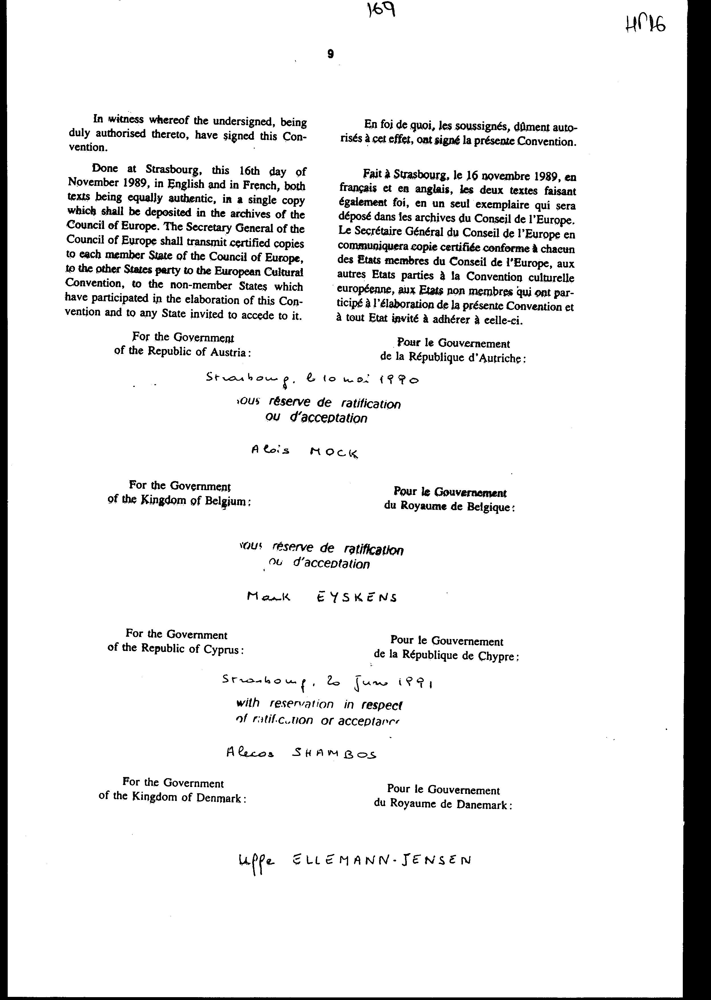 169
9
In witness whereof the undersigned, being
duly authorised thereto, have signed this Con-
vention.
Done at Strasbourg, this 16th day of
November 1989, in English and in French, both
texts being equally authentic, in a single copy
which shall be deposited in the archives of the
Council of Europe. The Secretary General of the
Council of Europe shall transmit certified copies
to each member State of the Council of Europe,
to the other States party to the European Cultural
Convention, to the non-member States which
have participated in the elaboration of this Con-
vention and to any State invited to accede to it.
En foi de quoi, les soussignés, dûment auto-
risés à cet effet, ont signé la présente Convention.
Fait à Strasbourg, le 16 novembre 1989, en
français et en anglais, les deux textes faisant
également foi, en un seul exemplaire qui sera
déposé dans les archives du Conseil de l'Europe.
Le Secrétaire Général du Conseil de l'Europe en
communiquera copie certifiée conforme à chacun
des Etats membres du Conseil de l'Europe, aux
autres Etats parties à la Convention culturelle
européenne, aux Etats non membres qui ont par-
ticipé à l'élaboration de la présente Convention et
à tout Etat invité à adhérer à celle-ci.
For the Government
of the Republic of Austria:
Pour le Gouvernement
de la République d'Autriche:
Strasbourg, le 10 mai 1990
sous réserve de ratification
ou d'acceptation
Alois MOCK
For the Government
of the Kingdom of Belgium:
Pour le Gouvernement
du Royaume de Belgique:
sous réserve de ratification
ou d'acceptation
Mark EYSKENS
For the Government
of the Republic of Cyprus:
Pour le Gouvernement
de la République de Chypre:
Strasbourg, 20 June 1991
with reservation in respect
of ratification or acceptance
Alecos SHAMBOS
For the Government
of the Kingdom of Denmark:
Pour le Gouvernement
du Royaume de Danemark:
Uffe ELLEMANN-JENSEN